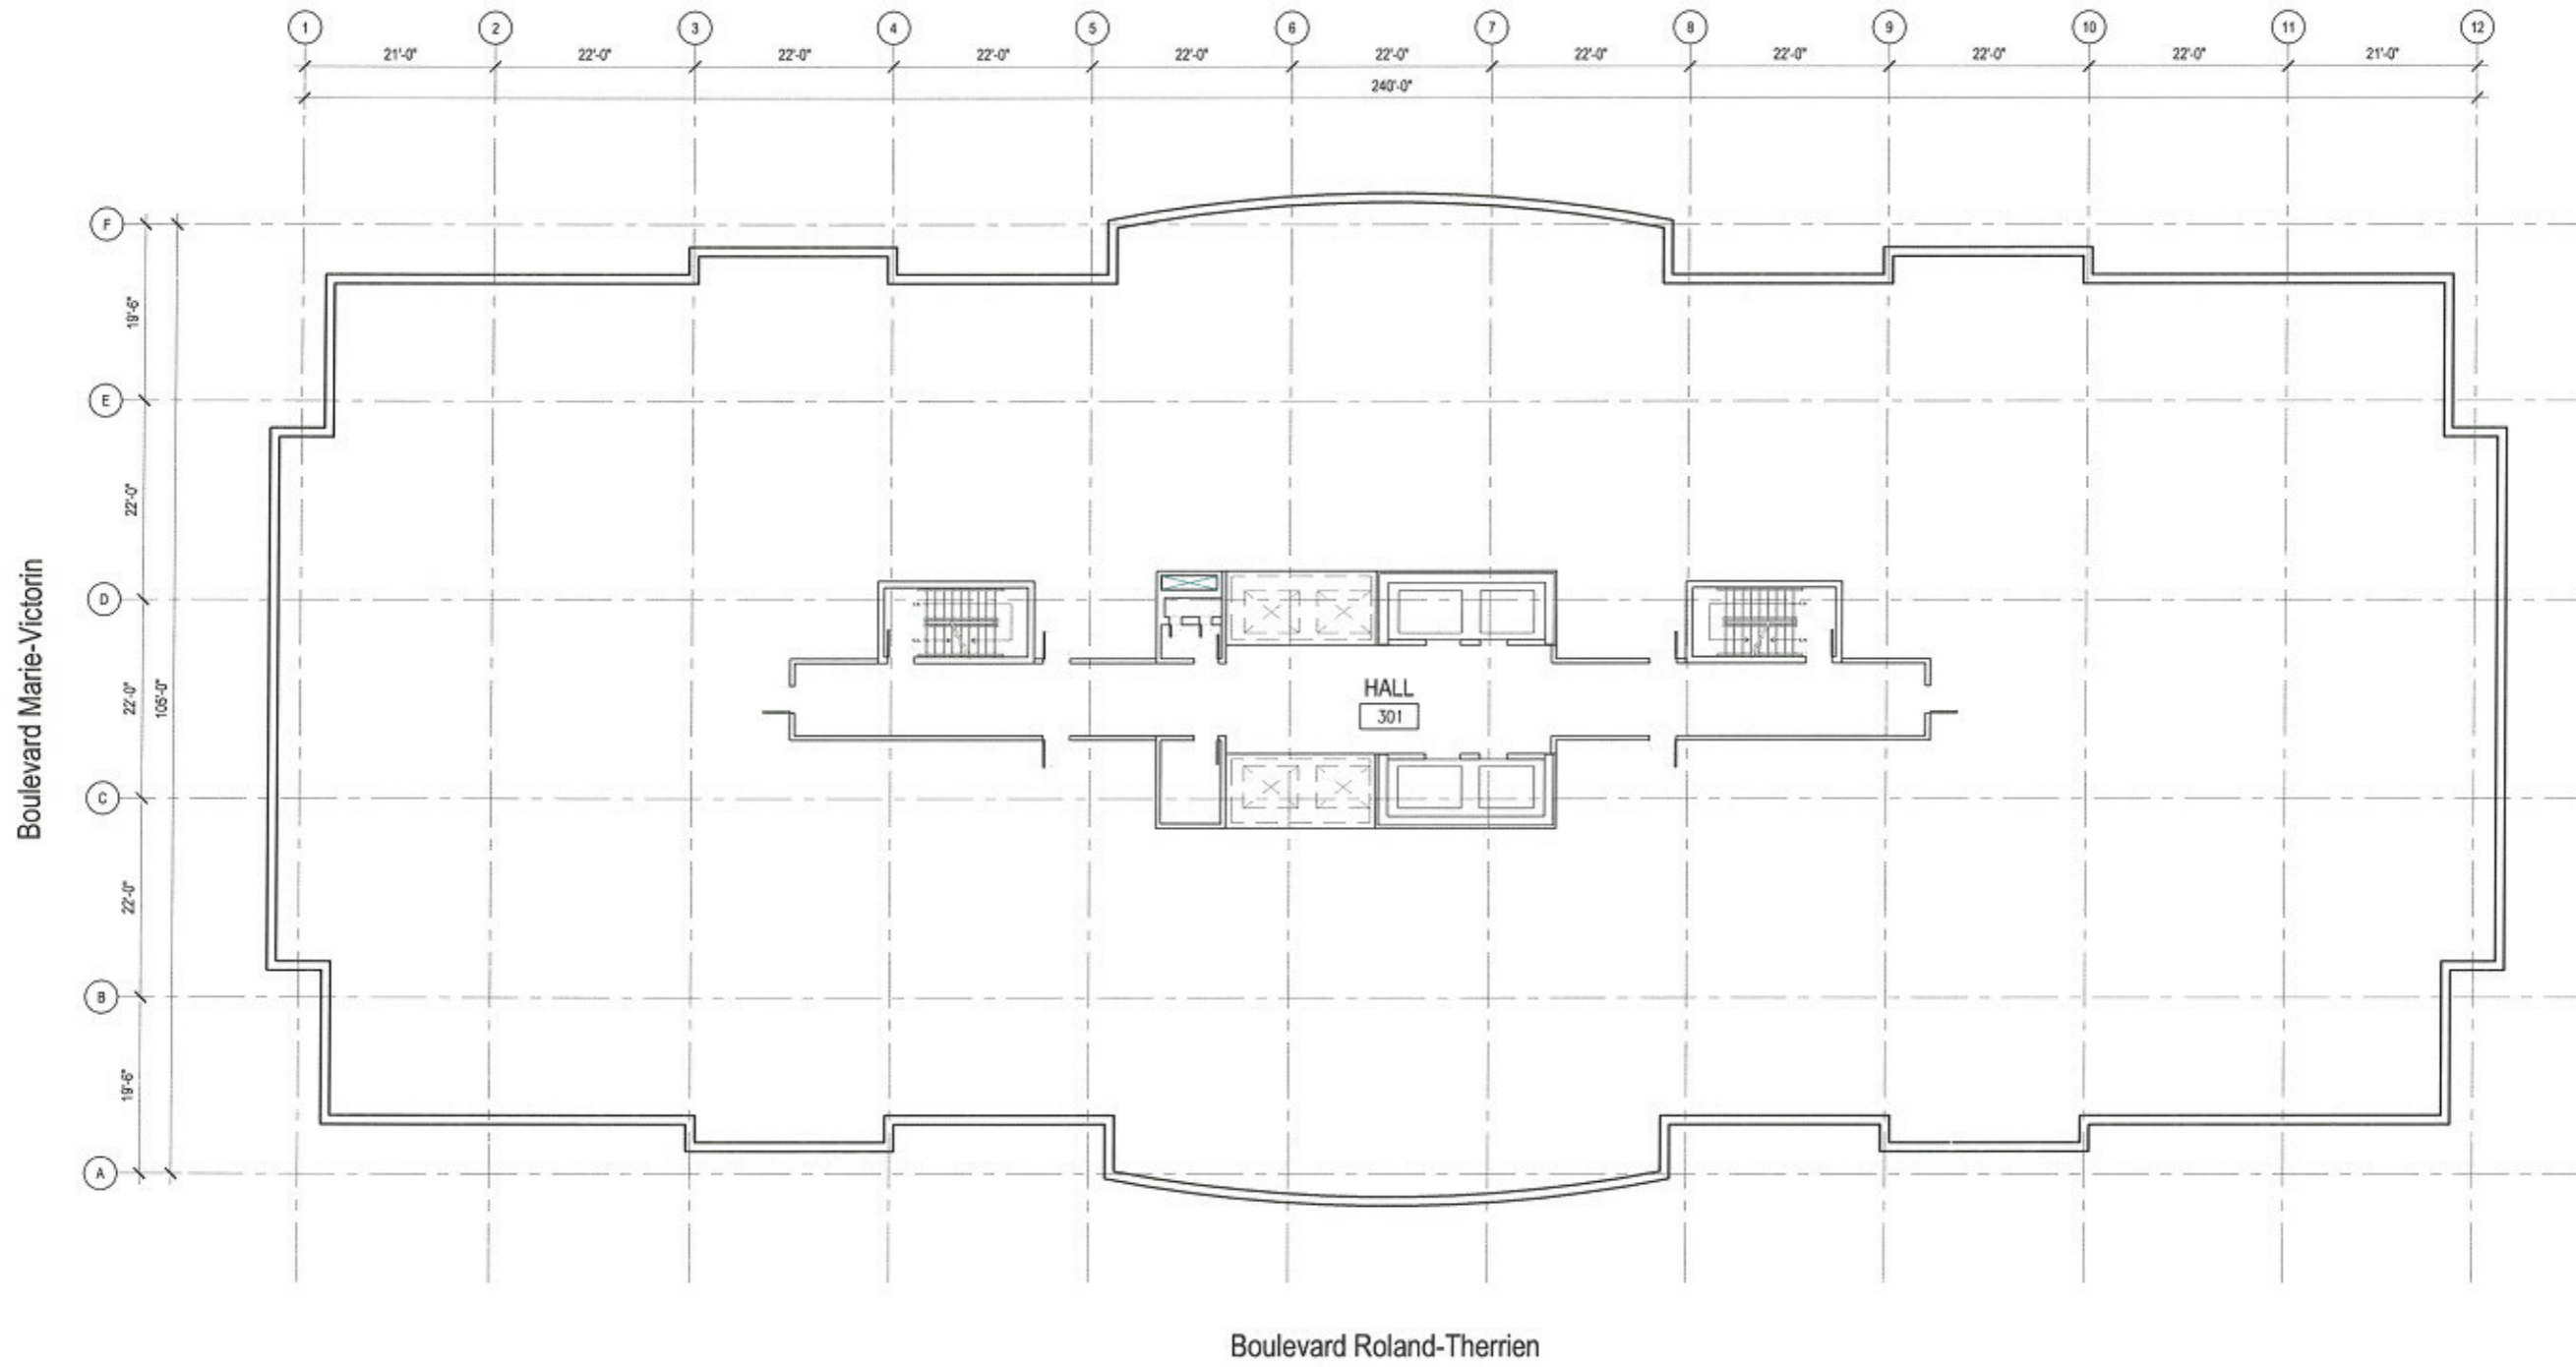 1 2 3 4 5 6 7 8 9 10 11 12
21'-0" 22'-0" 22'-0" 22'-0" 22'-0" 22'-0" 22'-0" 22'-0" 22'-0" 22'-0" 21'-0"
240'-0"
F
19'-6"
E
22'-0"
D
22'-0"
105'-0"
C
22'-0"
B
19'-6"
A
Boulevard Marie-Victorin
HALL
301
Boulevard Roland-Therrien